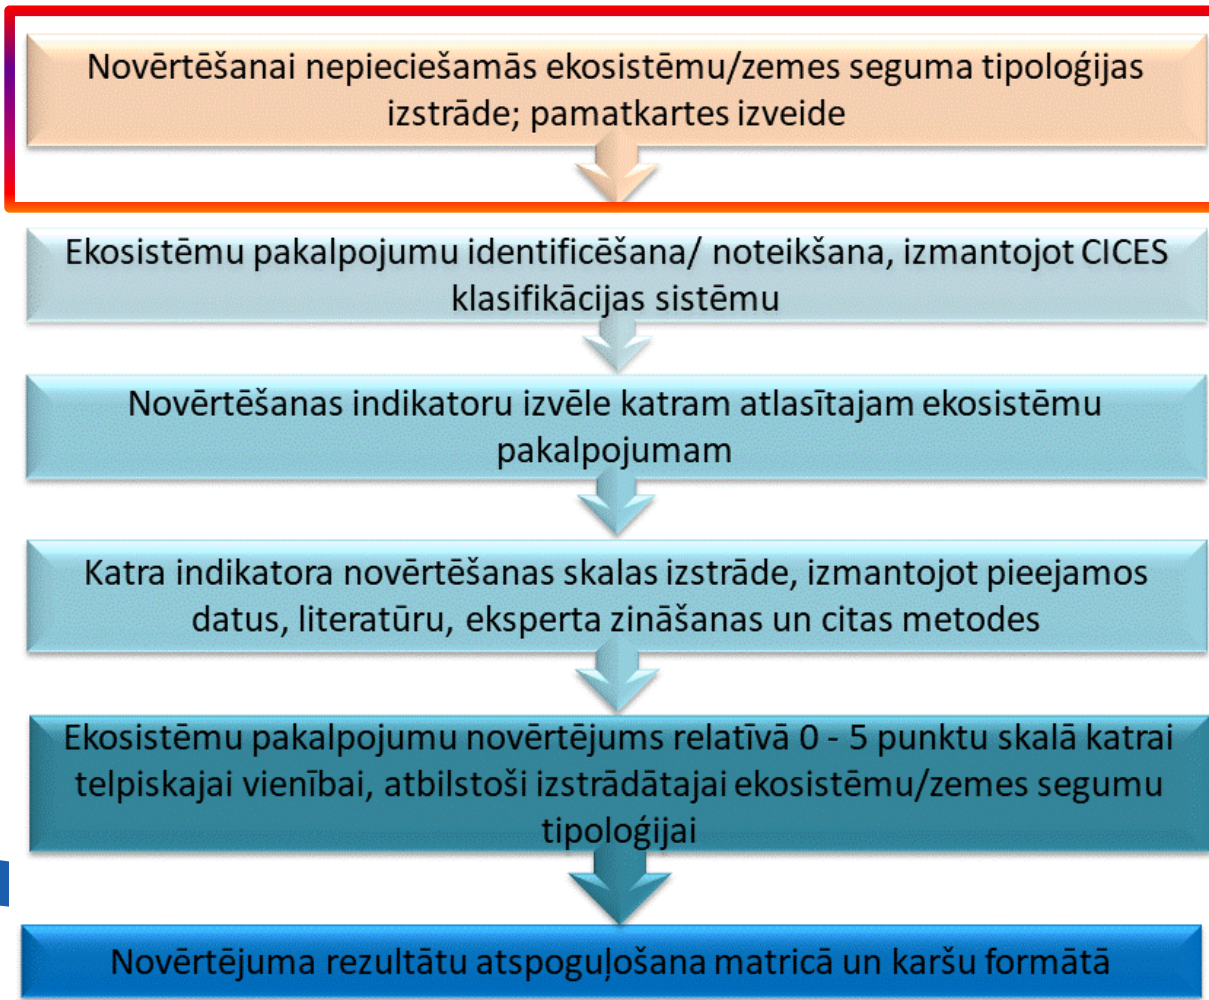 Novērtēšanai nepieciešamās ekosistēmu/zemes seguma tipoloģijas
izstrāde; pamatkartes izveide
Ekosistēmu pakalpojumu identificēšana/ noteikšana, izmantojot CICES
klasifikācijas sistēmu
Novērtēšanas indikatoru izvēle katram atlasītajam ekosistēmu
pakalpojumam
Katra indikatora novērtēšanas skalas izstrāde, izmantojot pieejamos
datus, literatūru, eksperta zināšanas un citas metodes
Ekosistēmu pakalpojumu novērtējums relatīvā 0 - 5 punktu skalā katrai
telpiskajai vienībai, atbilstoši izstrādātajai ekosistēmu/zemes segumu
tipoloģijai
Novērtējuma rezultātu atspoguļošana matricā un karšu formātā